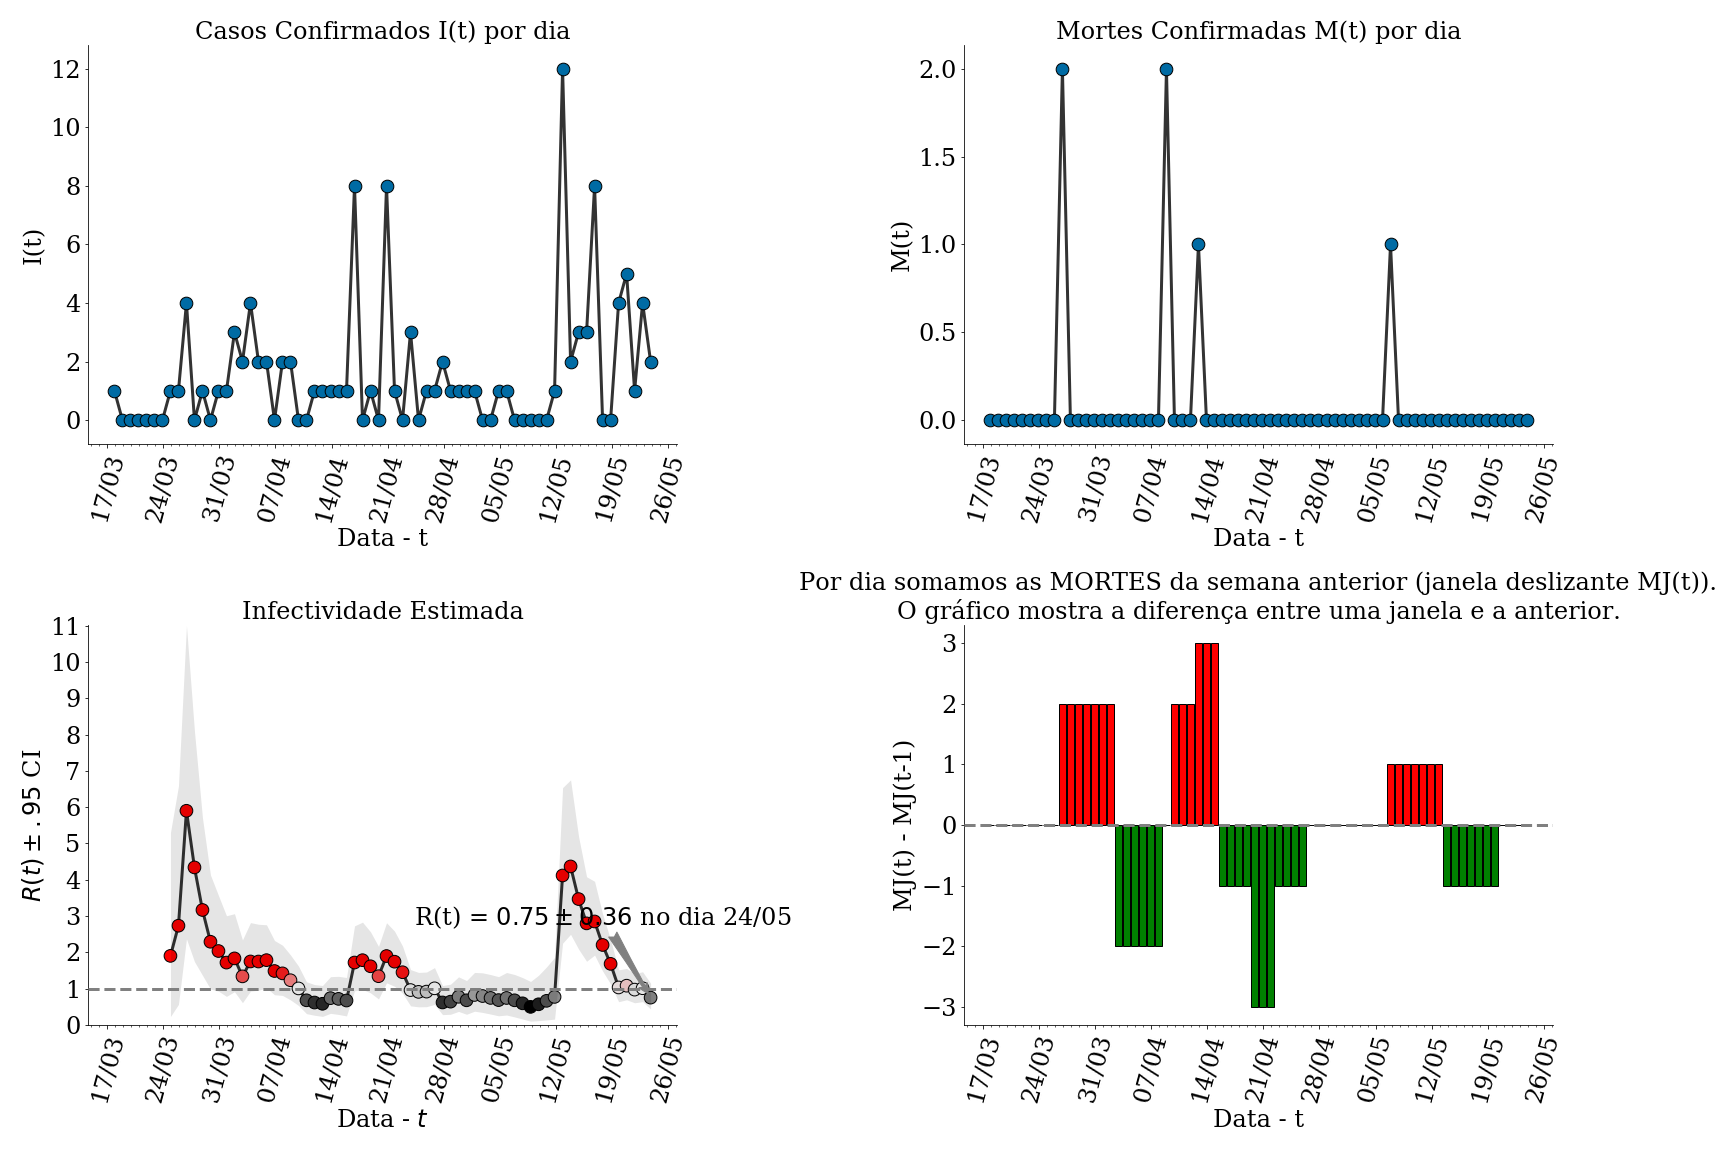 Casos Confirmados I(t) por dia
I(t)
12
10
8
6
4
2
0
17/03 24/03 31/03 07/04 14/04 21/04 28/04 05/05 12/05 19/05 26/05
Data - t
Mortes Confirmadas M(t) por dia
M(t)
2.0
1.5
1.0
0.5
0.0
17/03 24/03 31/03 07/04 14/04 21/04 28/04 05/05 12/05 19/05 26/05
Data - t
Infectividade Estimada
R(t) ± .95 CI
11
10
9
8
7
6
5
4
3
2
1
0
R(t) = 0.75 ± 0.36 no dia 24/05
17/03 24/03 31/03 07/04 14/04 21/04 28/04 05/05 12/05 19/05 26/05
Data - t
Por dia somamos as MORTES da semana anterior (janela deslizante MJ(t)).
O gráfico mostra a diferença entre uma janela e a anterior.
MJ(t) - MJ(t-1)
3
2
1
0
−1
−2
−3
17/03 24/03 31/03 07/04 14/04 21/04 28/04 05/05 12/05 19/05 26/05
Data - t